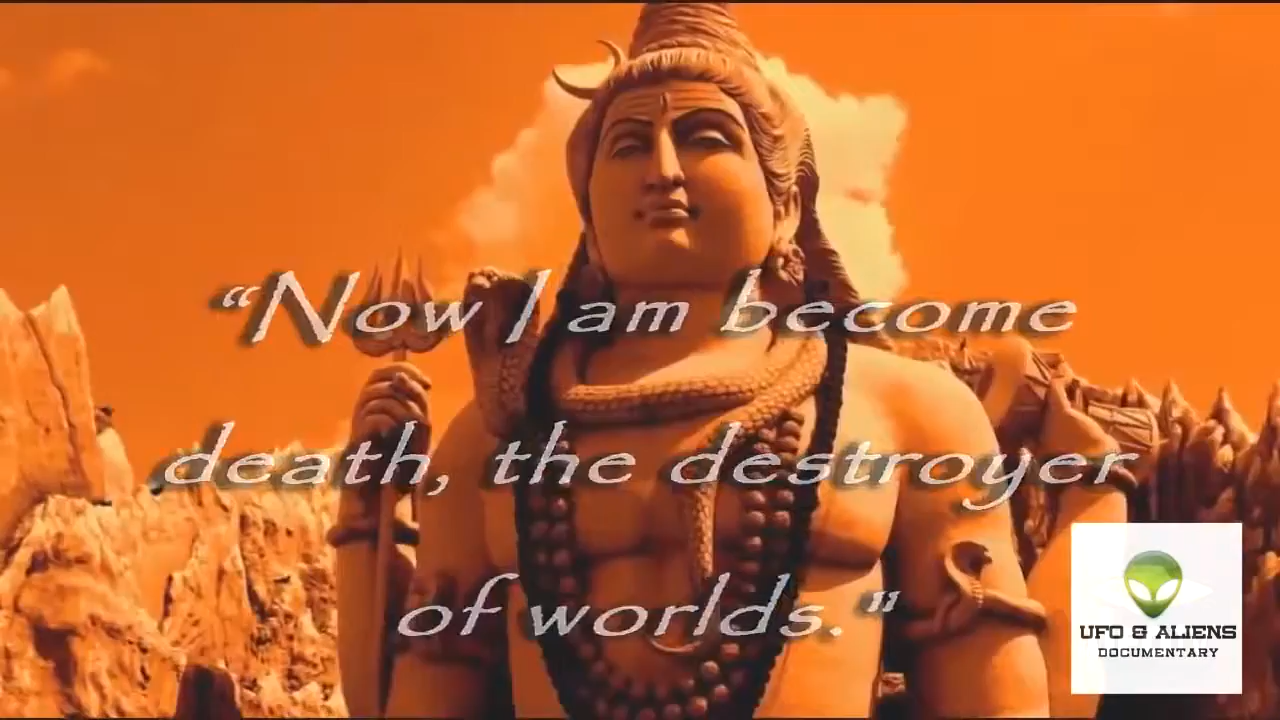 “Now I am become
death, the destroyer
of worlds."
UFO & ALIENS
DOCUMENTARY